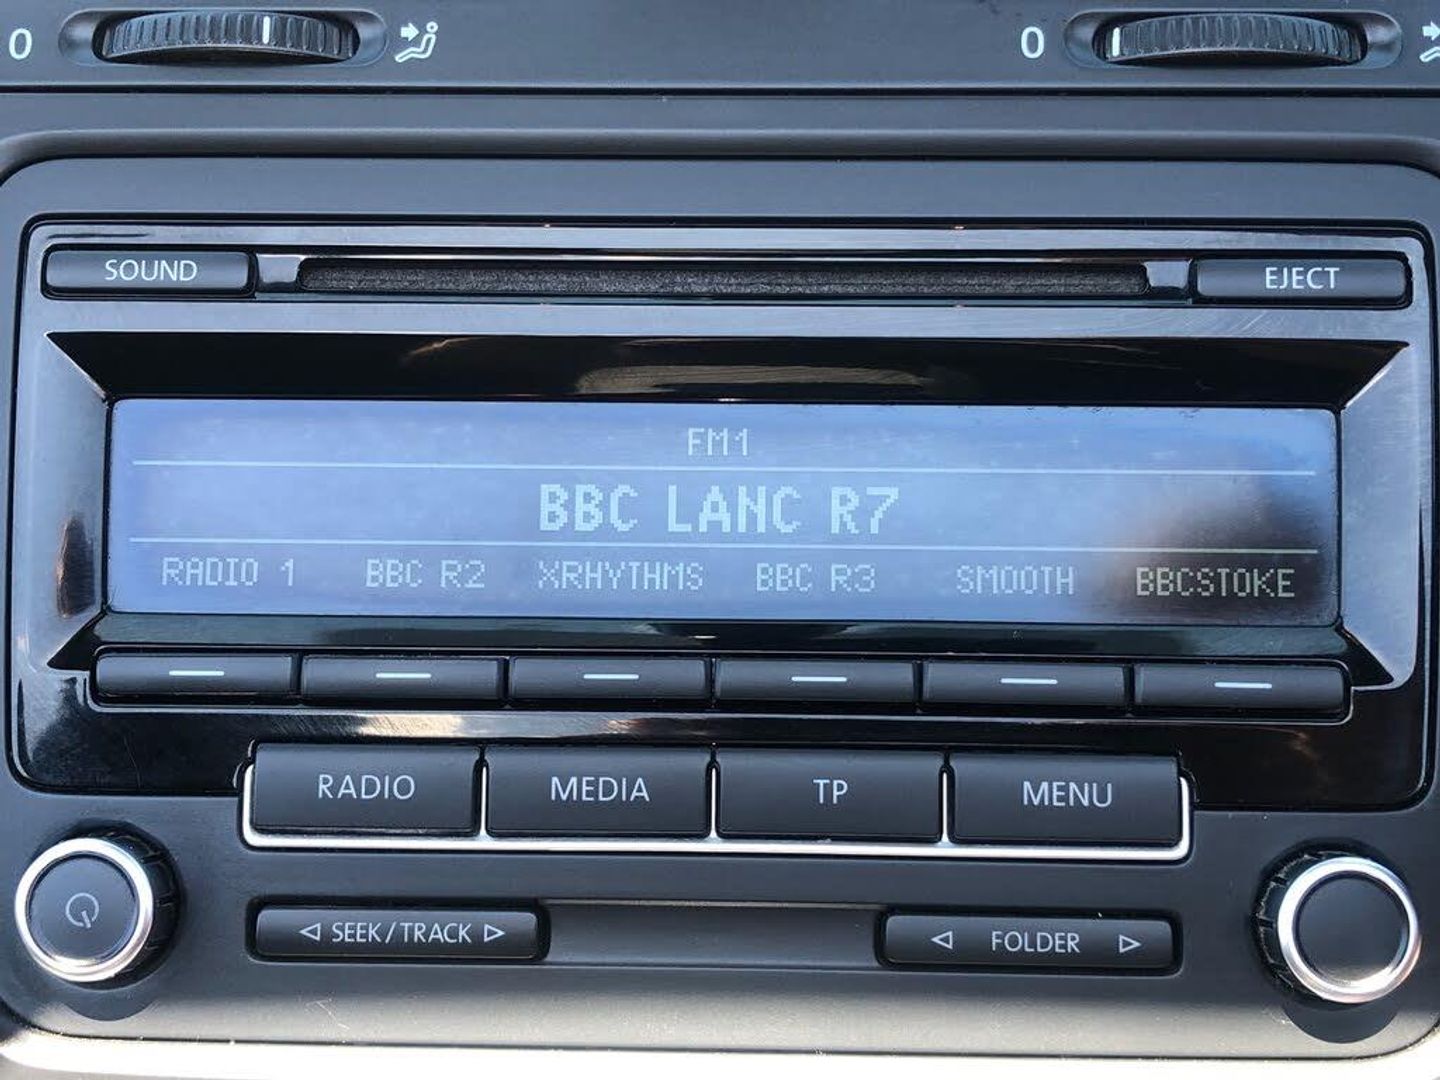 0 0
SOUND EJECT
FM1
BBC LANC R7
RADIO 1 BBC R2 XRHYTHMS BBC R3 SMOOTH BBCSTOKE
RADIO MEDIA TP MENU
SEEK/TRACK FOLDER